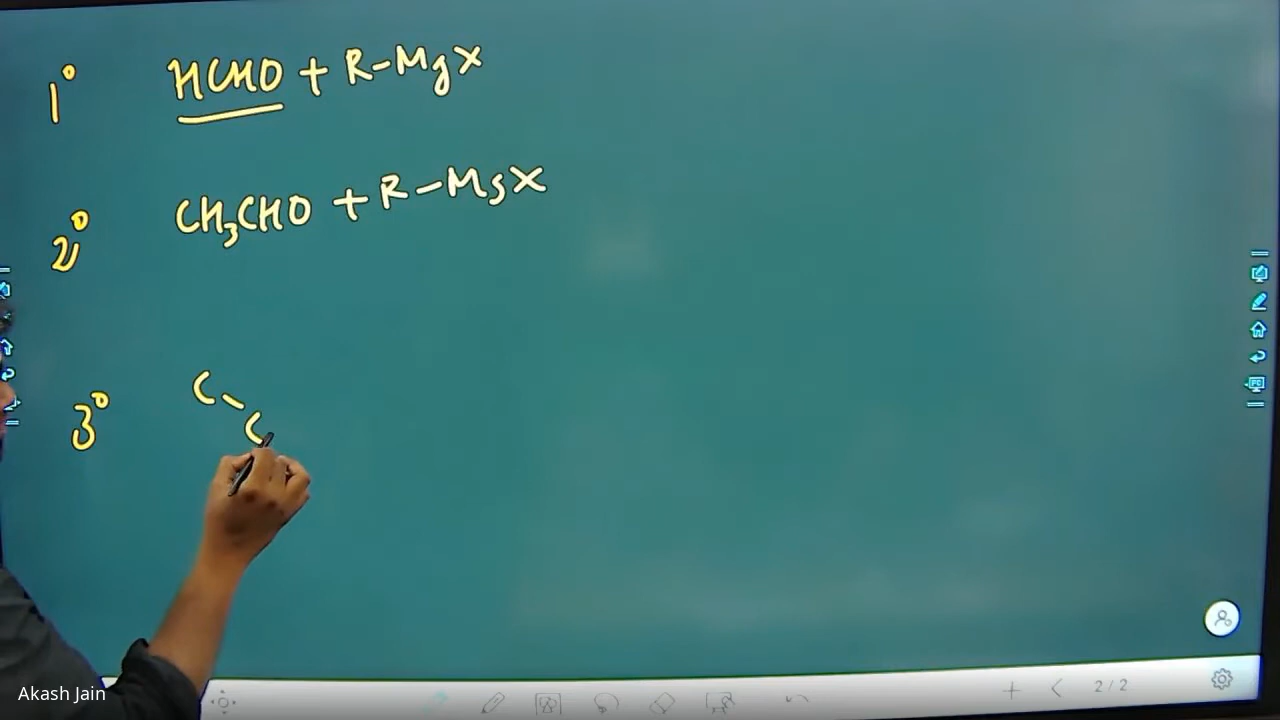 1° HCHO + R-MgX
2° CH₃CHO + R-MgX
3° C-C
Akash Jain
2/2